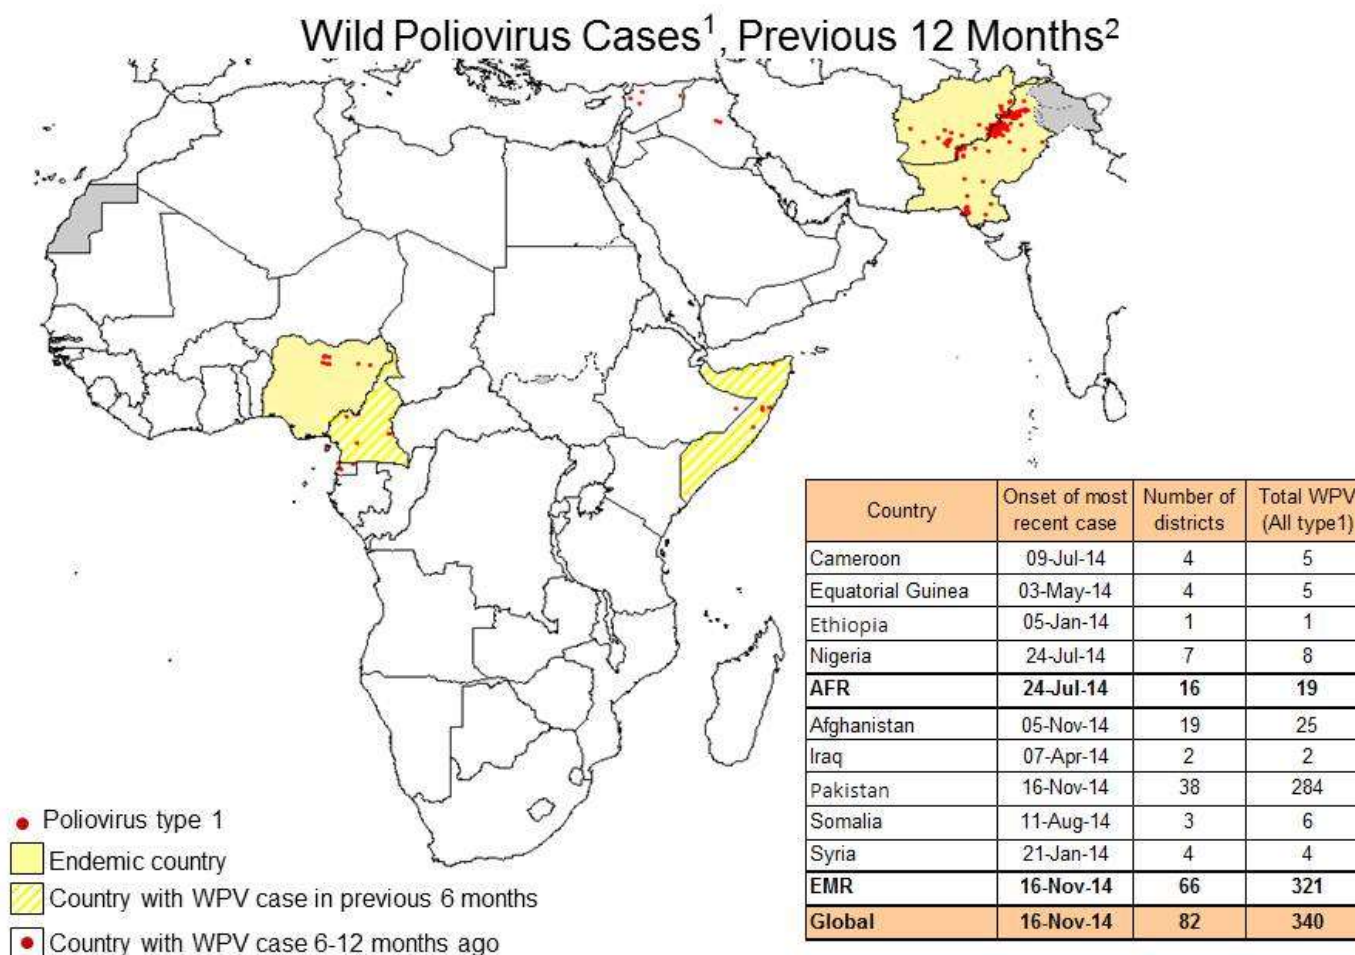 Wild Poliovirus Cases¹, Previous 12 Months²
Country Onset of most recent case Number of districts Total WPV (All type1)
Cameroon 09-Jul-14 4 5
Equatorial Guinea 03-May-14 4 5
Ethiopia 05-Jan-14 1 1
Nigeria 24-Jul-14 7 8
AFR 24-Jul-14 16 19
Afghanistan 05-Nov-14 19 25
Iraq 07-Apr-14 2 2
Pakistan 16-Nov-14 38 284
Somalia 11-Aug-14 3 6
Syria 21-Jan-14 4 4
EMR 16-Nov-14 66 321
Global 16-Nov-14 82 340
Poliovirus type 1
Endemic country
Country with WPV case in previous 6 months
Country with WPV case 6-12 months ago